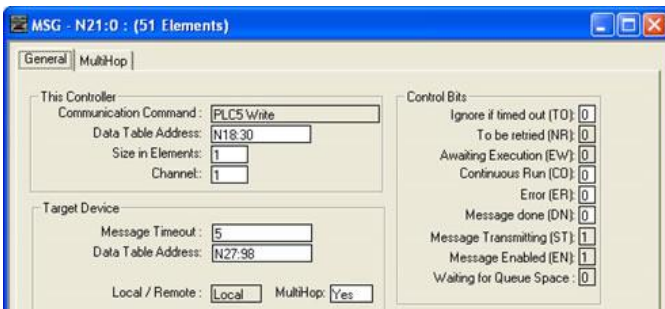 MSG - N21:0 : (51 Elements)
General MultiHop
This Controller
Communication Command : PLC5 Write
Data Table Address: N18:30
Size in Elements: 1
Channel:: 1
Target Device
Message Timeout : 5
Data Table Address: N27:98
Local / Remote : Local MultiHop: Yes
Control Bits
Ignore if timed out (TO): 0
To be retried (NR): 0
Awaiting Execution (EW): 0
Continuous Run (CO): 0
Error (ER): 0
Message done (DN): 0
Message Transmitting (ST): 1
Message Enabled (EN): 1
Waiting for Queue Space : 0